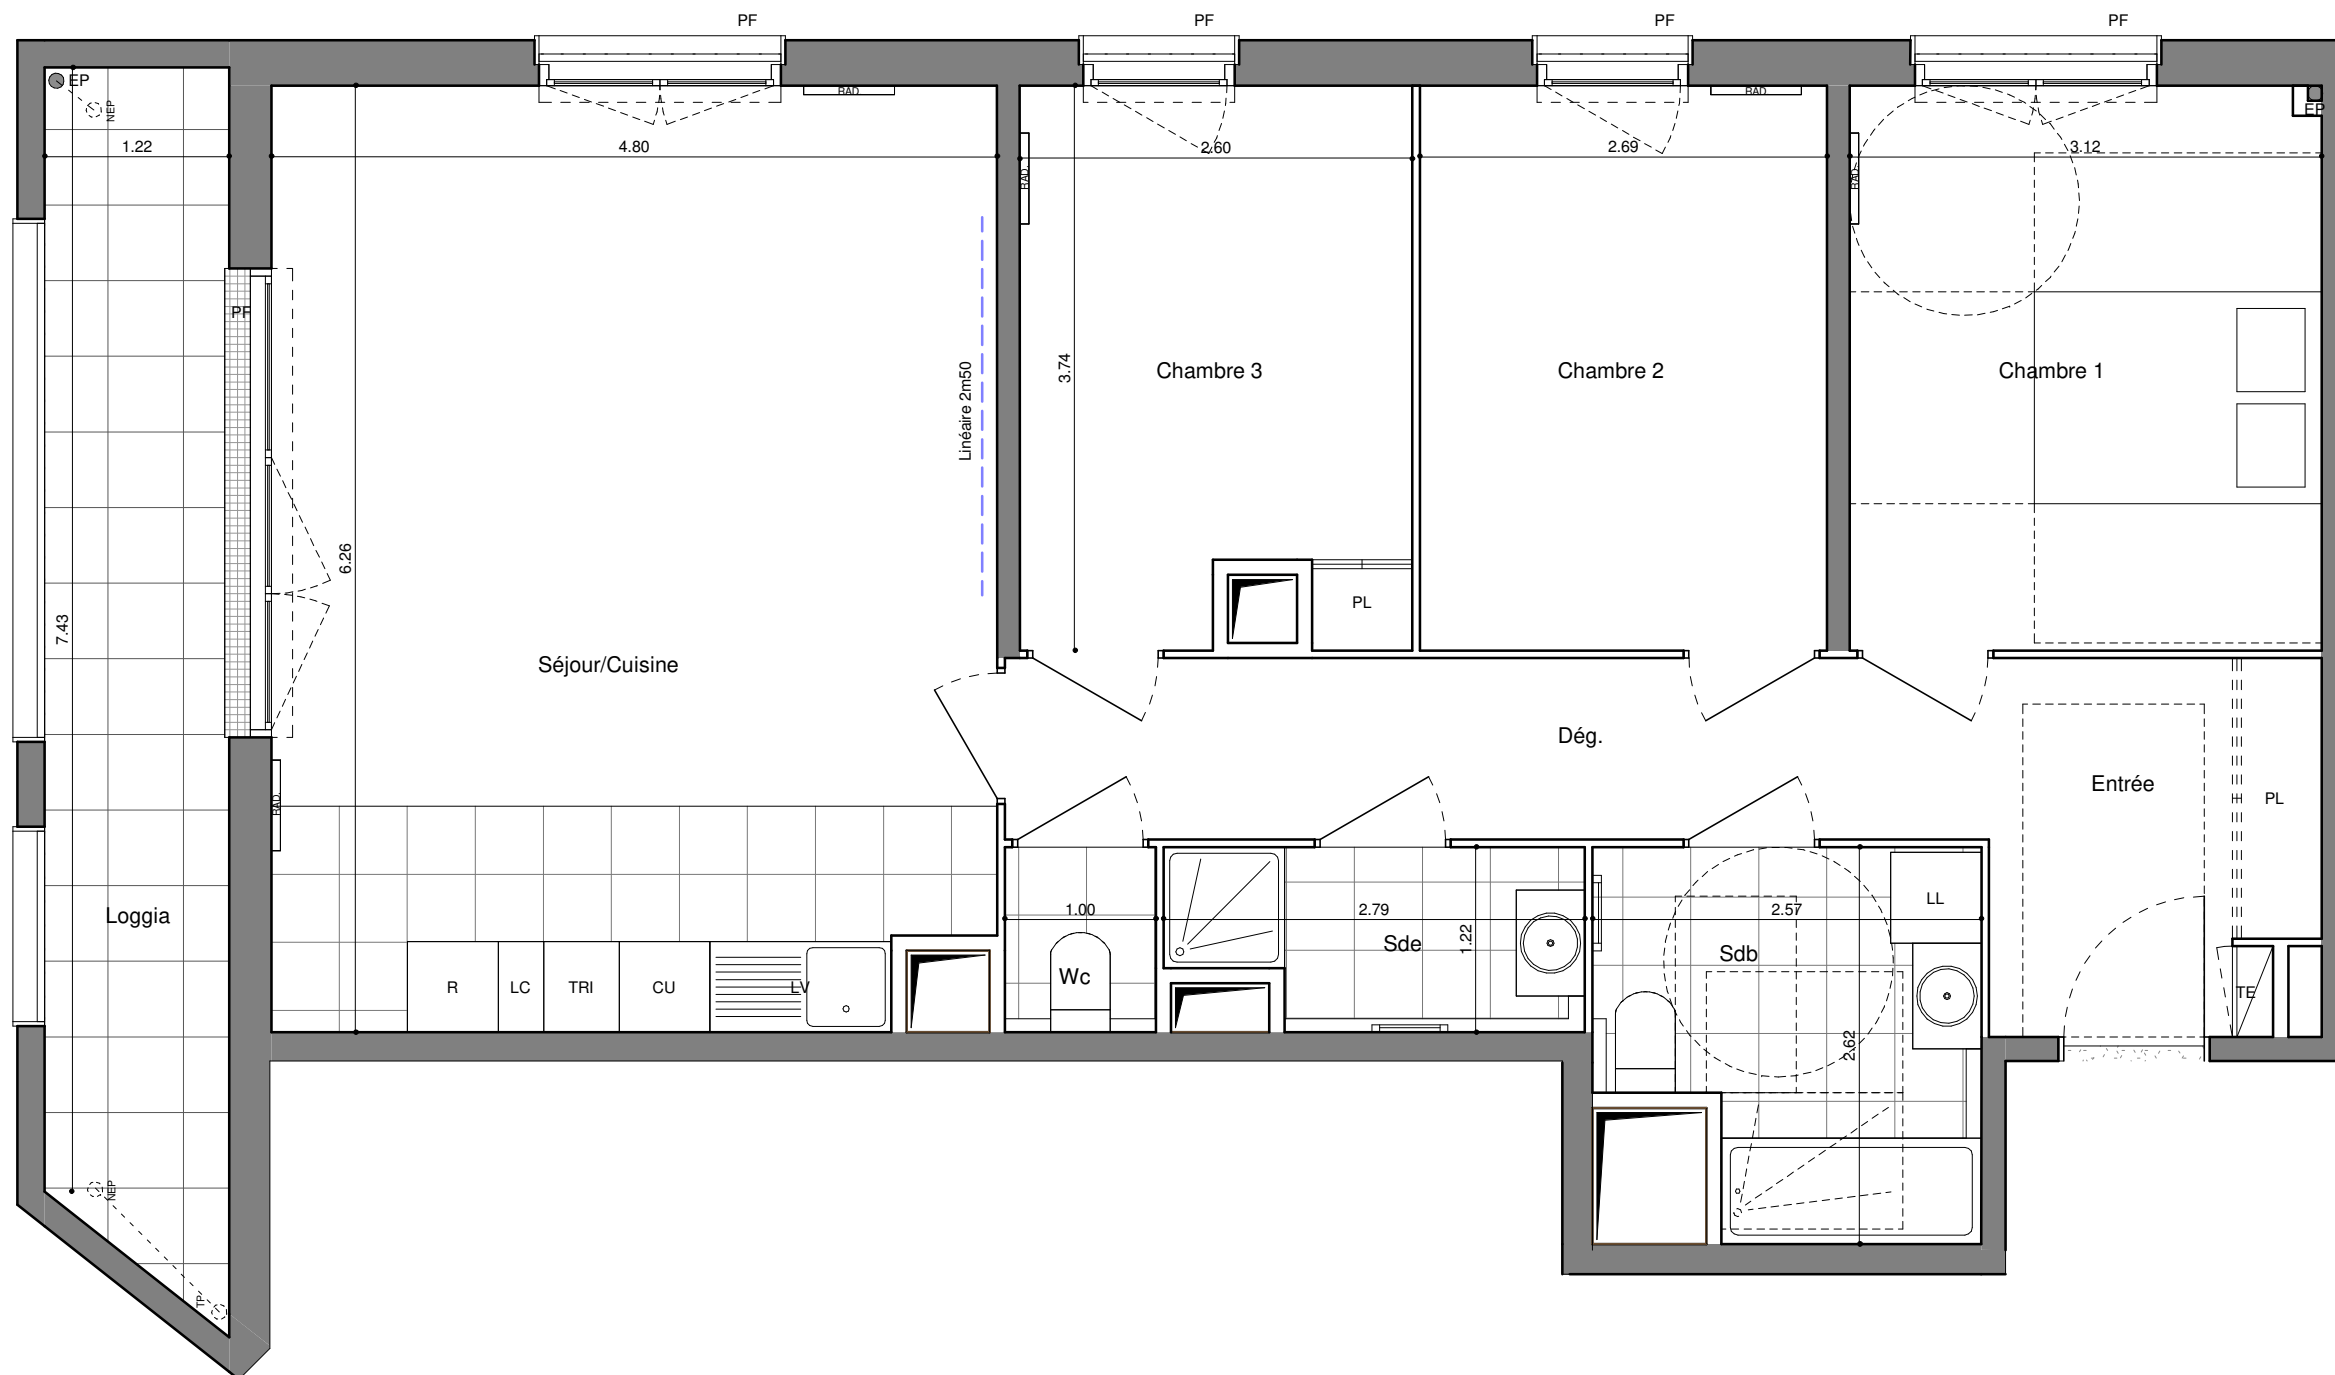 PF
PF
PF
PF
EP
NEP
RAD.
RAD.
EP
1.22
4.80
2.60
2.69
3.12
RAD.
RAD.
PF
Linéaire 2m50
3.74
Chambre 3
Chambre 2
Chambre 1
6.26
7.43
PL
Séjour/Cuisine
Dég.
Entrée
PL
RAD.
Loggia
1.00
2.79
2.57
LL
Wc
Sde
1.22
Sdb
R
LC
TRI
CU
LV
TE
2.62
NEP
TP